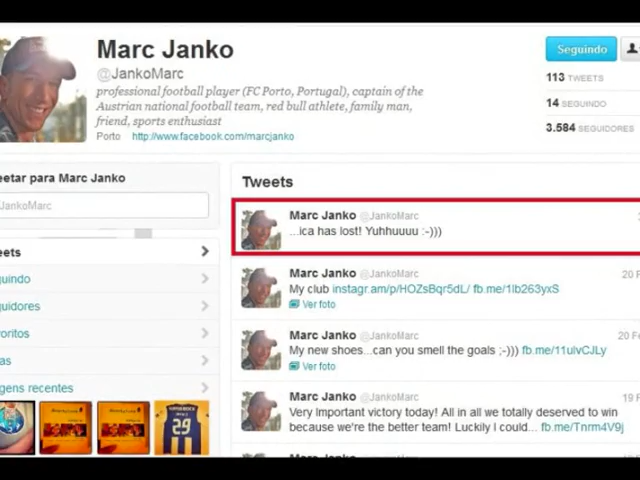 Marc Janko
@JankoMarc
professional football player (FC Porto, Portugal), captain of the
Austrian national football team, red bull athlete, family man,
friend, sports enthusiast
Porto http://www.facebook.com/marcjanko
Seguindo
113 TWEETS
14 SEGUINDO
3.584 SEGUIDORES
eetar para Marc Janko
JankoMarc
eets
guindo
guidores
oritos
as
agens recentes
29
Tweets
Marc Janko @JankoMarc
...ica has lost! Yuhhuuuu :-)))
Marc Janko @JankoMarc 20 F
My club instagr.am/p/HOZsBqr5dL/ fb.me/1lb263yxS
Ver foto
Marc Janko @JankoMarc 20 Fe
My new shoes...can you smell the goals ;-))) fb.me/11ulvCJLy
Ver foto
Marc Janko @JankoMarc 19 F
Very important victory today! All in all we totally deserved to win
because we're the better team! Luckily I could... fb.me/Tnrm4V9j